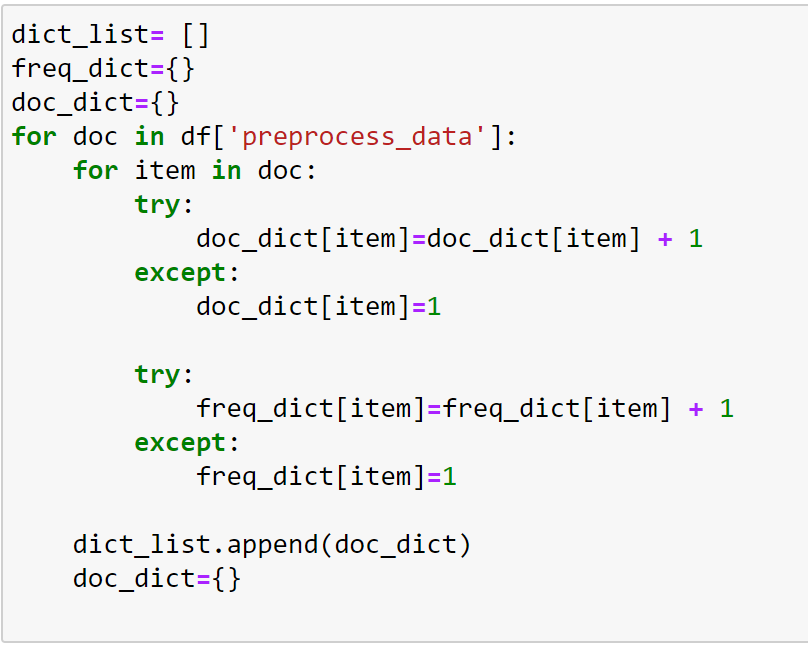 dict_list= []
freq_dict={}
doc_dict={}
for doc in df['preprocess_data']:
    for item in doc:
        try:
            doc_dict[item]=doc_dict[item] + 1
        except:
            doc_dict[item]=1

        try:
            freq_dict[item]=freq_dict[item] + 1
        except:
            freq_dict[item]=1

    dict_list.append(doc_dict)
    doc_dict={}